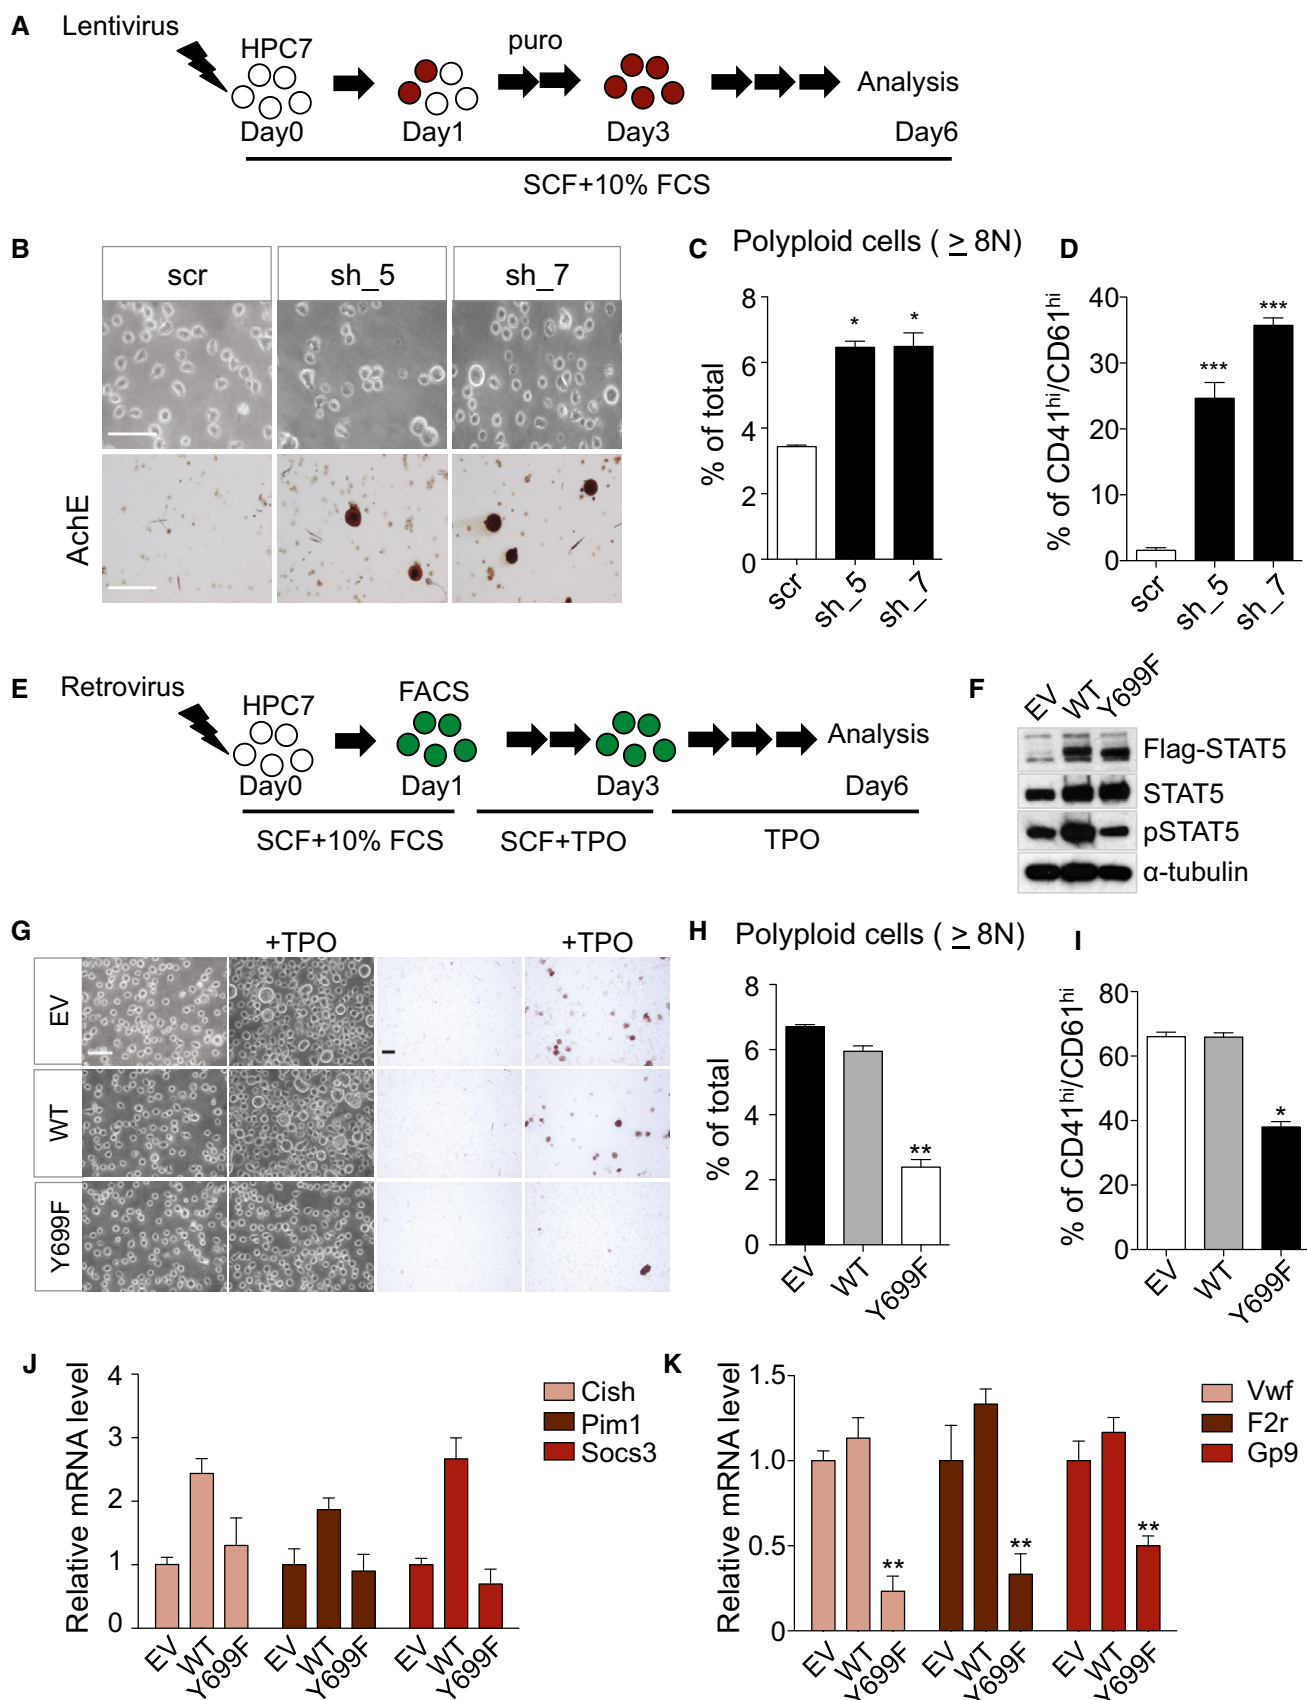 A
Lentivirus
HPC7
puro
Analysis
Day0
Day1
Day3
Day6
SCF+10% FCS
B
scr
sh_5
sh_7
AchE
C
Polyploid cells ( ≥ 8N)
% of total
8
6
4
2
0
*
*
scr
sh_5
sh_7
D
% of CD41hi/CD61hi
40
30
20
10
0
***
***
scr
sh_5
sh_7
E
Retrovirus
HPC7
FACS
Analysis
Day0
Day1
Day3
Day6
SCF+10% FCS
SCF+TPO
TPO
F
EV
WT
Y699F
Flag-STAT5
STAT5
pSTAT5
α-tubulin
G
+TPO
+TPO
EV
WT
Y699F
H
Polyploid cells ( ≥ 8N)
% of total
8
6
4
2
0
**
EV
WT
Y699F
I
% of CD41hi/CD61hi
80
60
40
20
0
*
EV
WT
Y699F
J
Relative mRNA level
4
3
2
1
0
Cish
Pim1
Socs3
EV
WT
Y699F
EV
WT
Y699F
EV
WT
Y699F
K
Relative mRNA level
1.5
1.0
0.5
0
**
**
**
Vwf
F2r
Gp9
EV
WT
Y699F
EV
WT
Y699F
EV
WT
Y699F